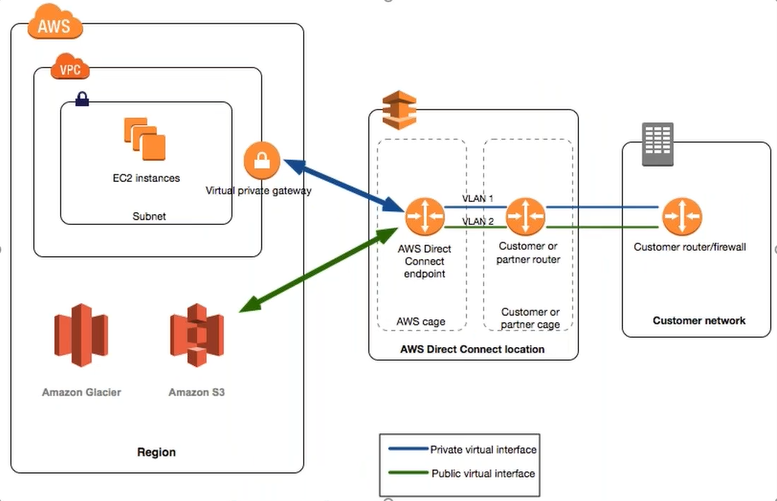 AWS
VPC
EC2 instances
Virtual private gateway
Subnet
Amazon Glacier
Amazon S3
Region
VLAN 1
VLAN 2
AWS Direct
Connect
endpoint
Customer or
partner router
AWS cage
Customer or
partner cage
AWS Direct Connect location
Customer router/firewall
Customer network
Private virtual interface
Public virtual interface